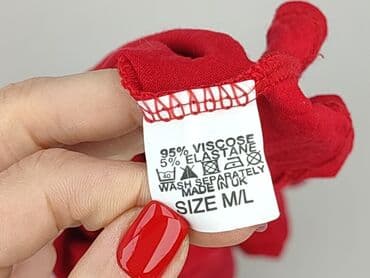 95% VISCOSE
5% ELASTANE
WASH SEPARATELY
MADE IN UK
SIZE M/L